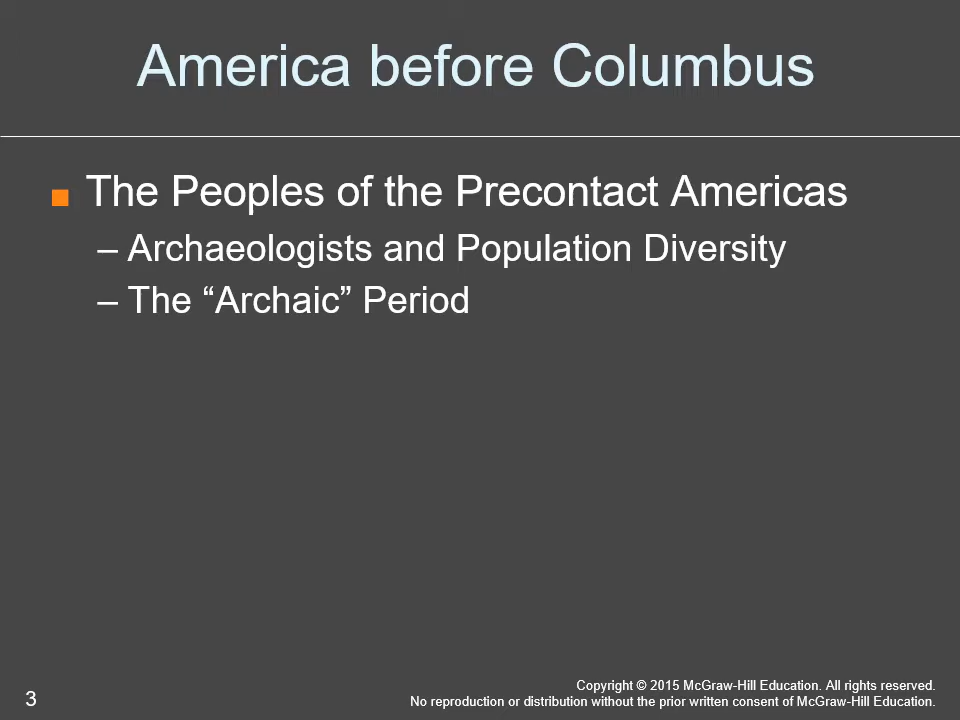 America before Columbus
The Peoples of the Precontact Americas
– Archaeologists and Population Diversity
– The “Archaic” Period
3
Copyright © 2015 McGraw-Hill Education. All rights reserved.
No reproduction or distribution without the prior written consent of McGraw-Hill Education.